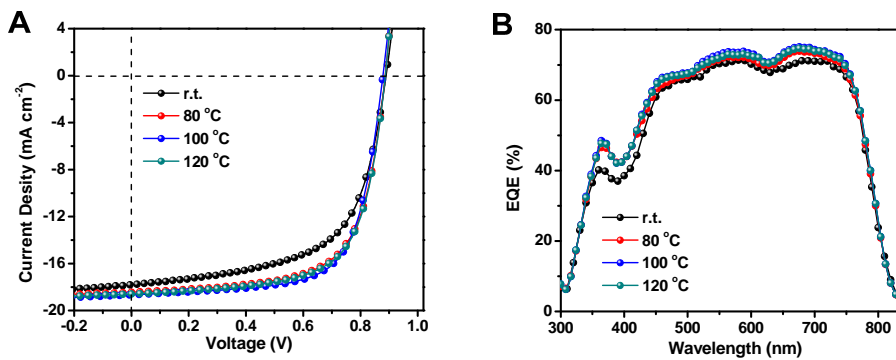 A
4
0
-4
-8
-12
-16
-20
Current Desity (mA cm⁻²)
-0.2
0.0
0.2
0.4
0.6
0.8
1.0
Voltage (V)
r.t.
80 °C
100 °C
120 °C
B
80
60
40
20
0
EQE (%)
300
400
500
600
700
800
Wavelength (nm)
r.t.
80 °C
100 °C
120 °C